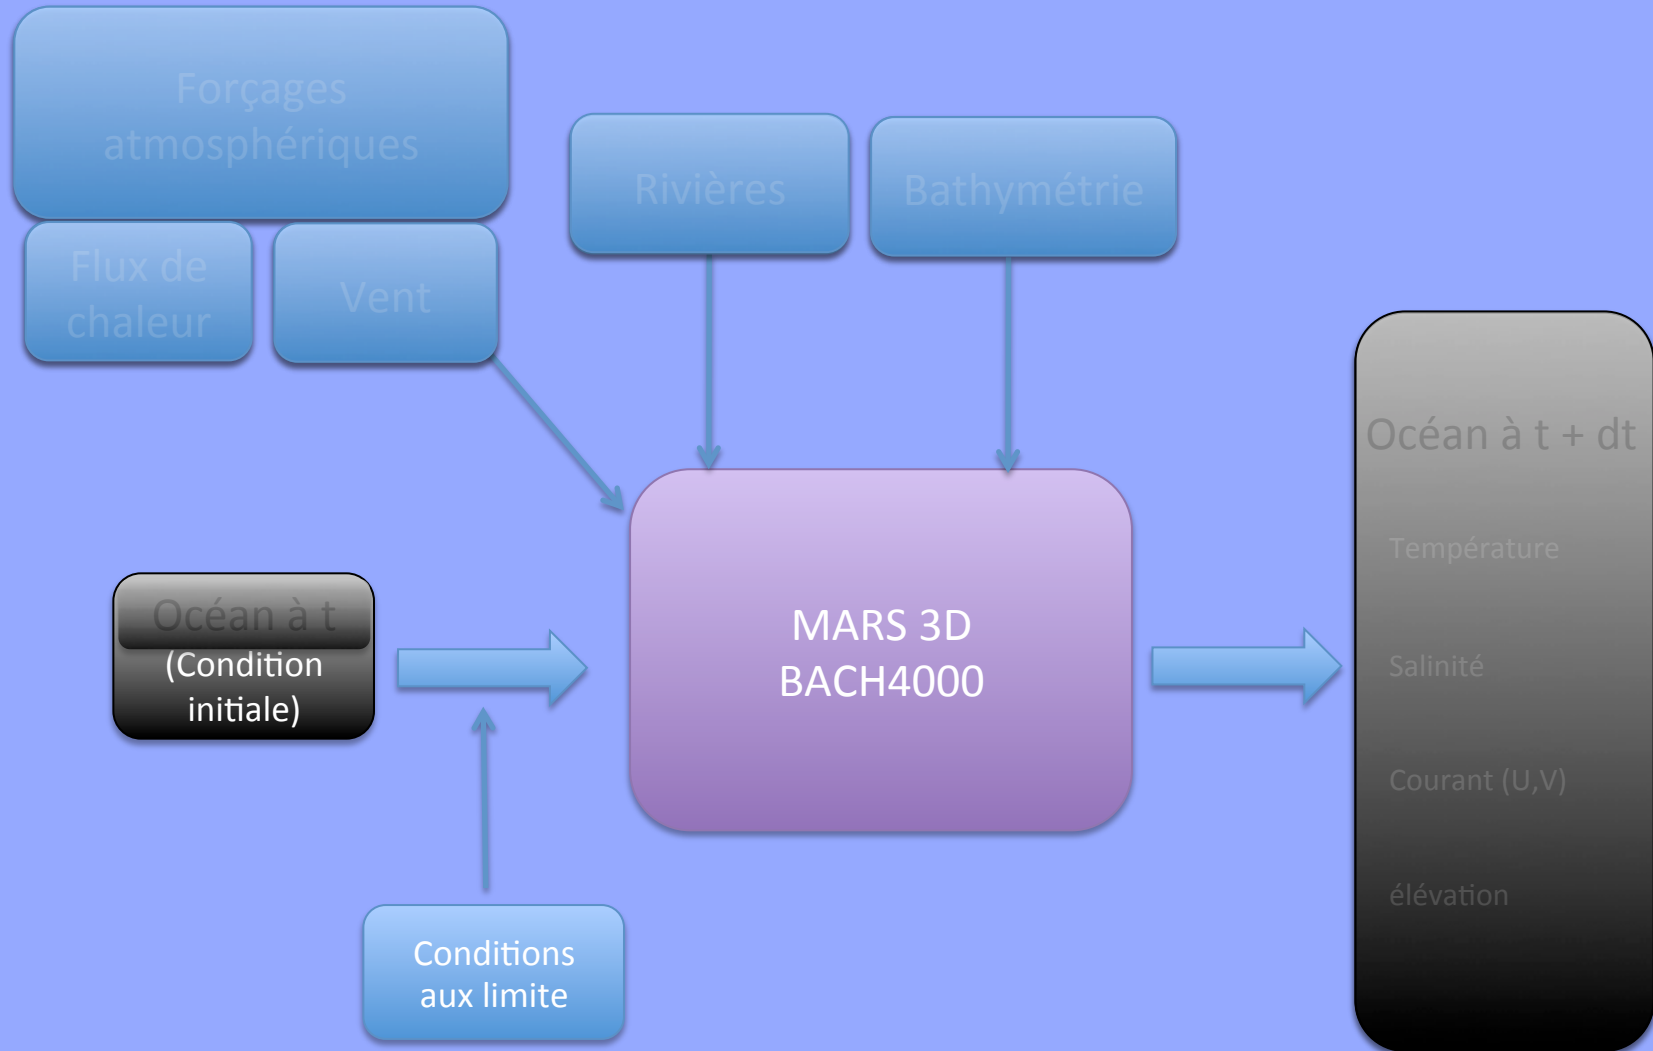 Forçages
atmosphériques
Flux de
chaleur
Vent
Rivières
Bathymétrie
Océan à t
(Condition
initiale)
MARS 3D
BACH4000
Conditions
aux limite
Océan à t + dt
Température
Salinité
Courant (U,V)
élévation